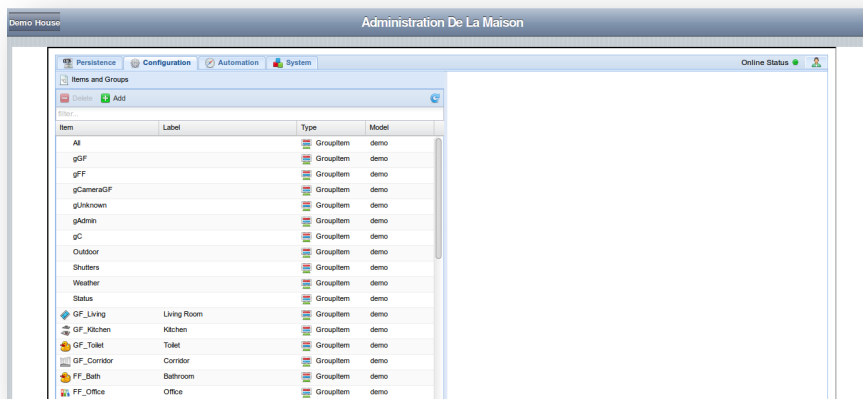 Demo House
Administration De La Maison
Persistence Configuration Automation System Online Status
Items and Groups
Delete Add
filter...
Item Label Type Model
All GroupItem demo
gGF GroupItem demo
gFF GroupItem demo
gCameraGF GroupItem demo
gUnknown GroupItem demo
gAdmin GroupItem demo
gC GroupItem demo
Outdoor GroupItem demo
Shutters GroupItem demo
Weather GroupItem demo
Status GroupItem demo
GF_Living Living Room GroupItem demo
GF_Kitchen Kitchen GroupItem demo
GF_Toilet Toilet GroupItem demo
GF_Corridor Corridor GroupItem demo
FF_Bath Bathroom GroupItem demo
FF_Office Office GroupItem demo